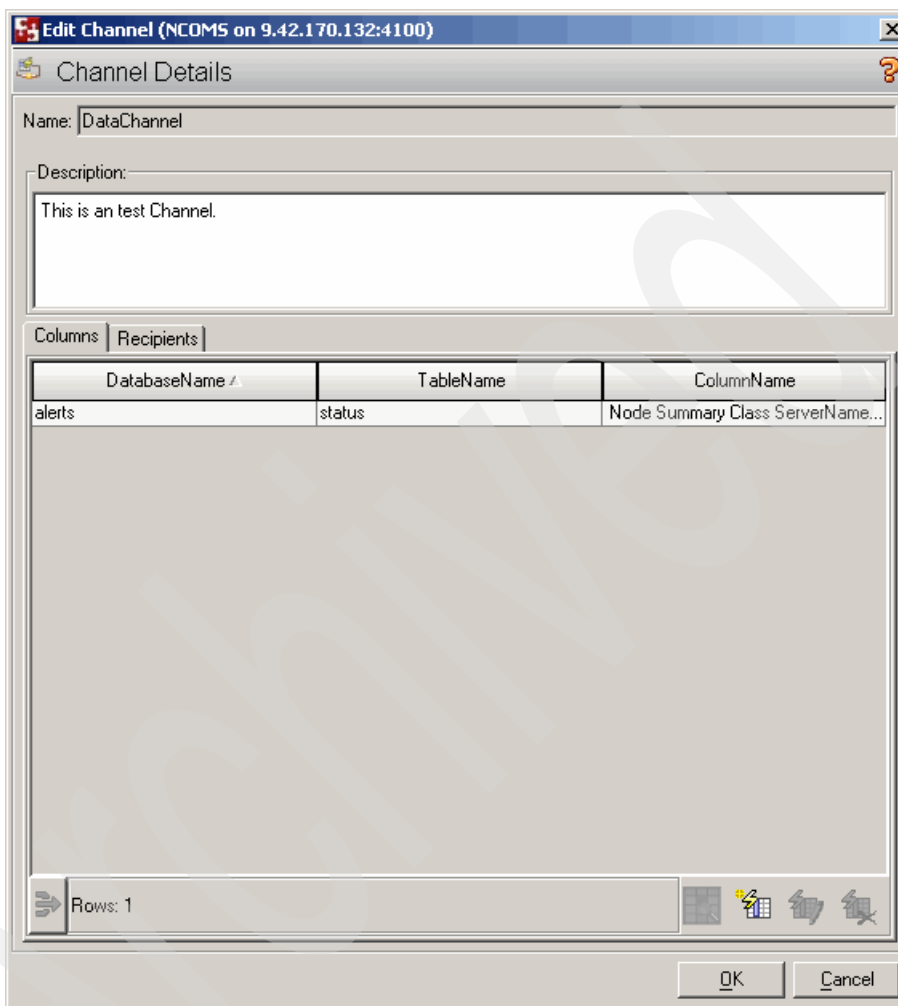 Edit Channel (NCOMS on 9.42.170.132:4100)
Channel Details
Name: DataChannel
Description:
This is an test Channel.
Columns Recipients
DatabaseName TableName ColumnName
alerts status Node Summary Class ServerName...
Rows: 1
OK Cancel
Archived